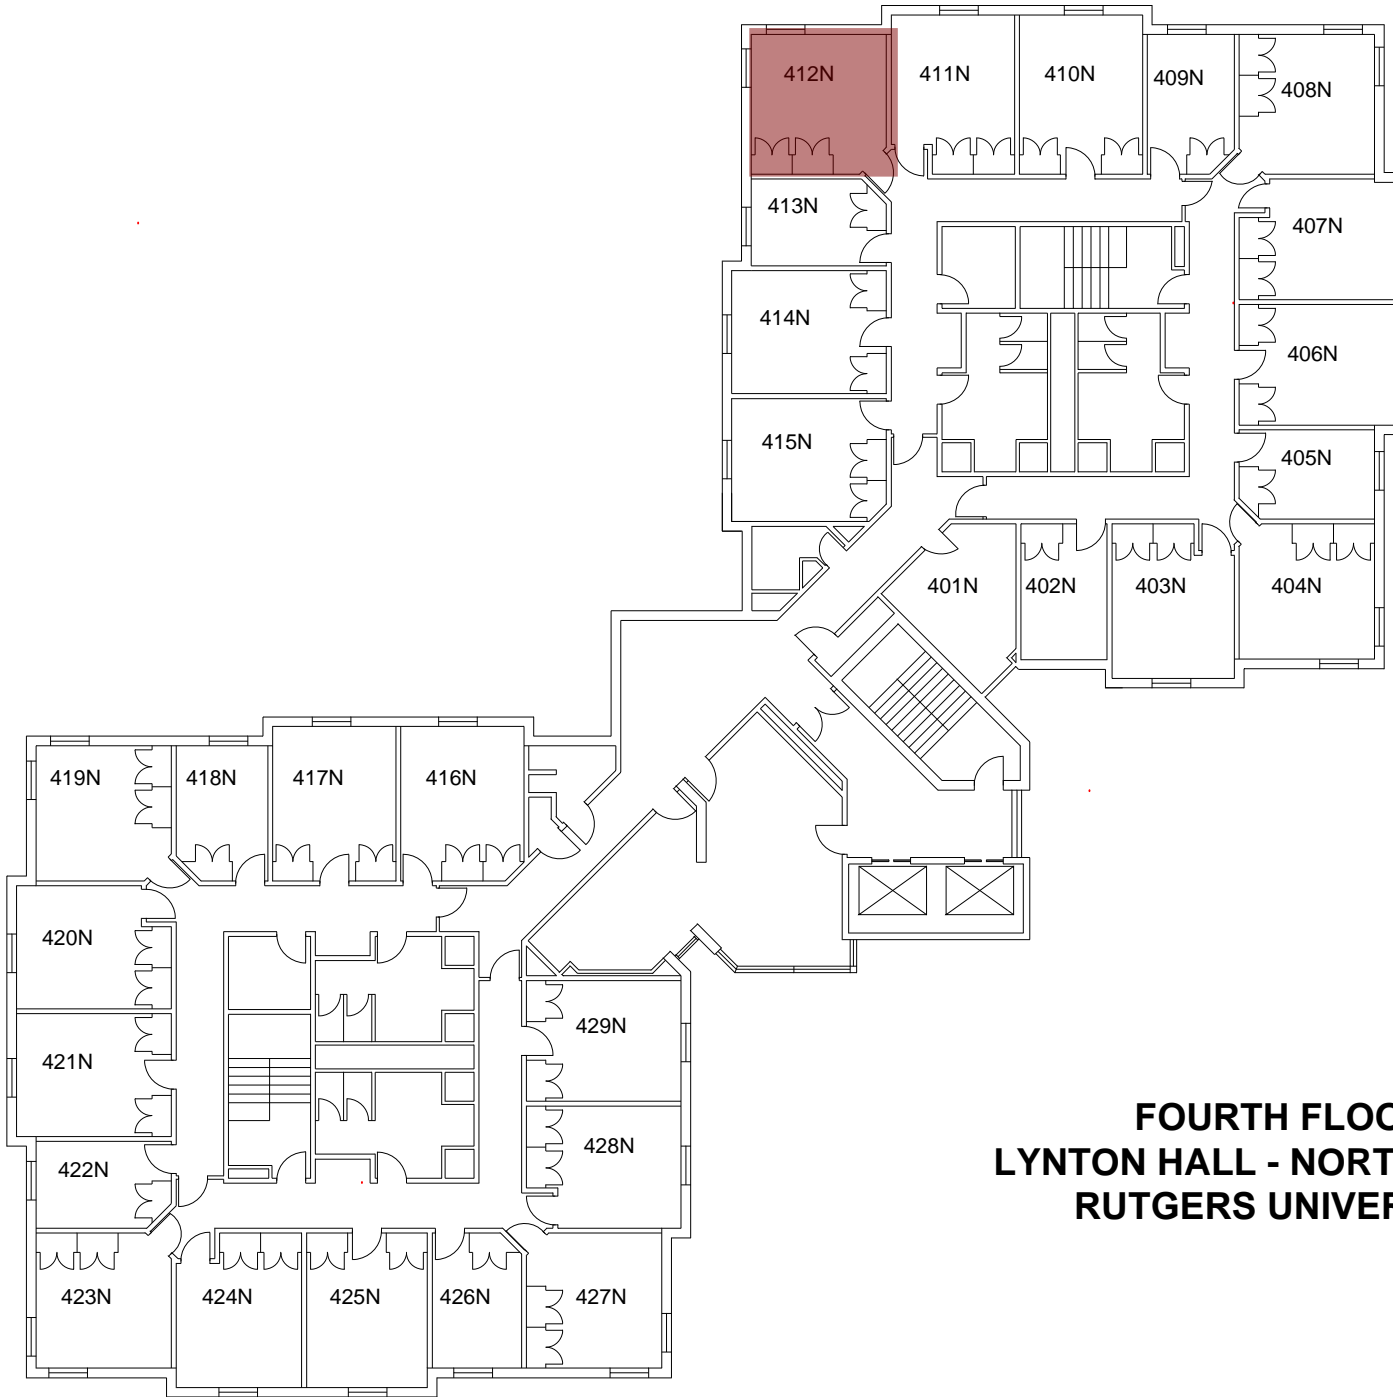 412N
411N
410N
409N
408N
413N
407N
414N
406N
415N
405N
401N
402N
403N
404N
419N
418N
417N
416N
420N
429N
421N
428N
422N
423N
424N
425N
426N
427N
FOURTH FLOO
LYNTON HALL - NORT
RUTGERS UNIVER